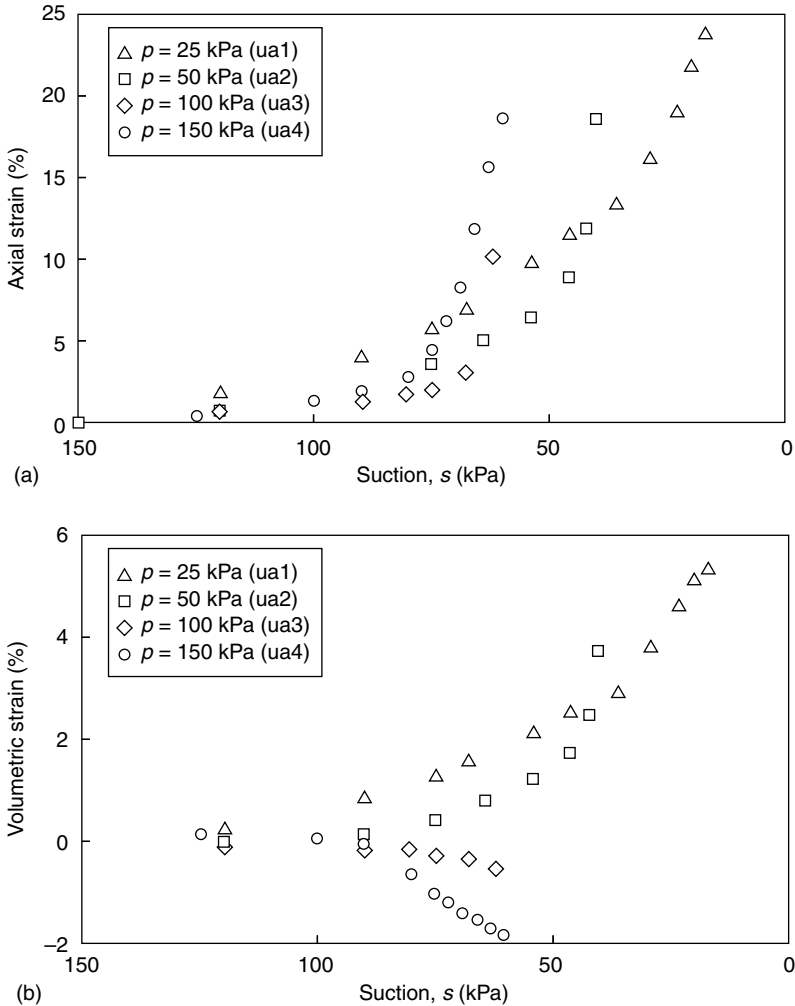 25
20
15
10
5
0
Axial strain (%)
p = 25 kPa (ua1)
p = 50 kPa (ua2)
p = 100 kPa (ua3)
p = 150 kPa (ua4)
150
100
50
0
(a)
Suction, s (kPa)
6
4
2
0
–2
Volumetric strain (%)
p = 25 kPa (ua1)
p = 50 kPa (ua2)
p = 100 kPa (ua3)
p = 150 kPa (ua4)
150
100
50
0
(b)
Suction, s (kPa)